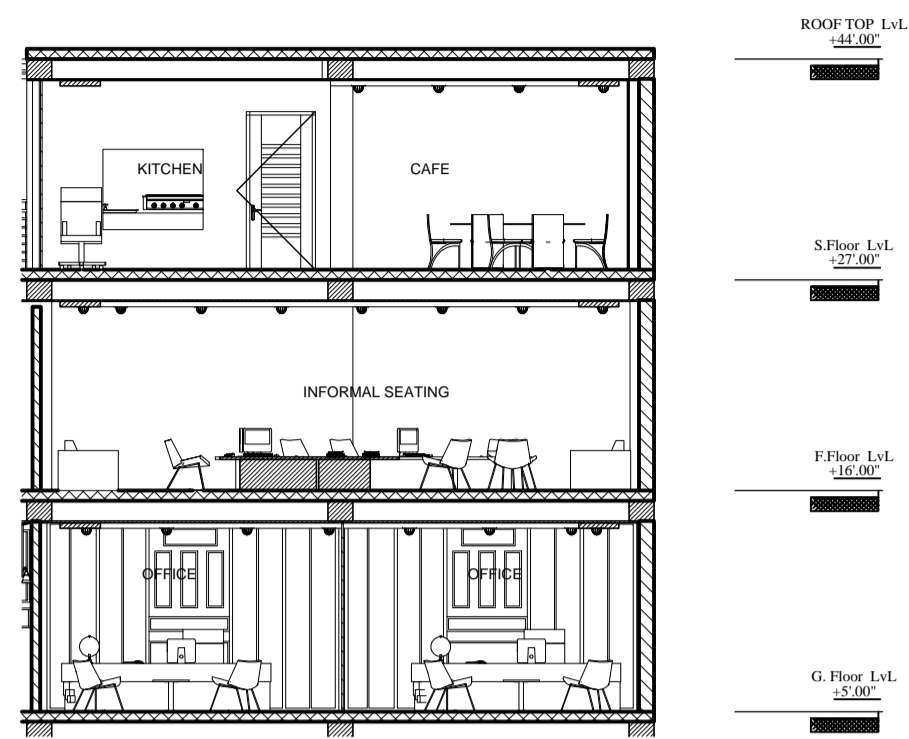 ROOF TOP LvL
+44'.00"
KITCHEN
CAFE
S.Floor LvL
+27'.00"
INFORMAL SEATING
F.Floor LvL
+16'.00"
OFFICE
OFFICE
G. Floor LvL
+5'.00"